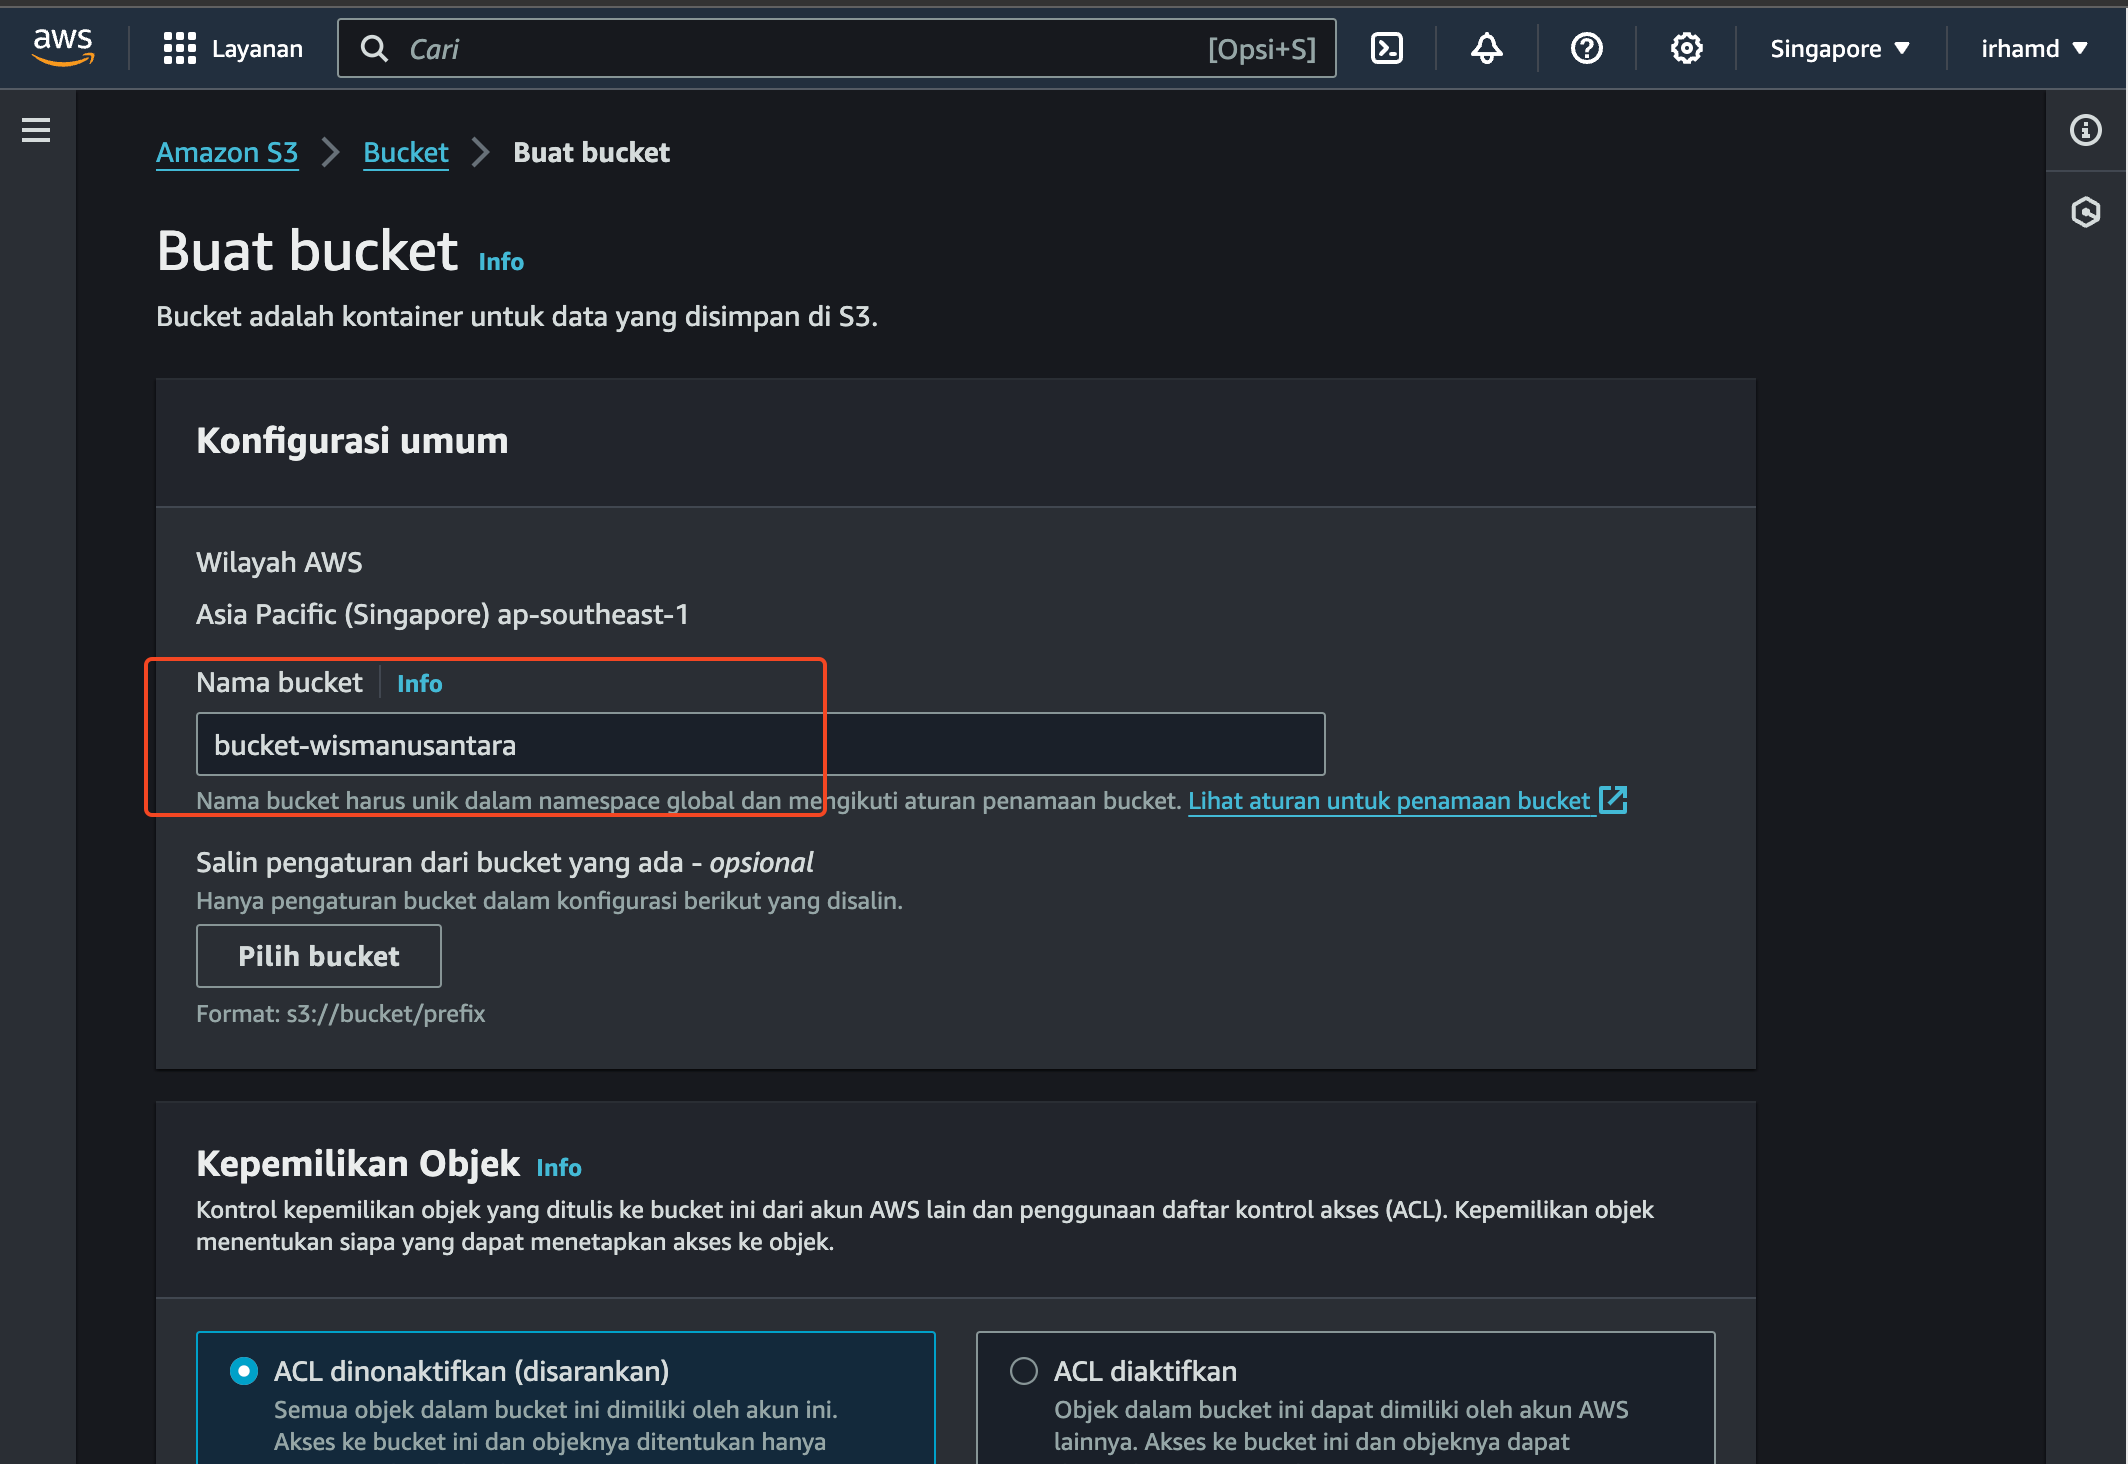 aws
Layanan
Cari
[Opsi+S]
Singapore
irhamd
Amazon S3
Bucket
Buat bucket
Buat bucket Info
Bucket adalah kontainer untuk data yang disimpan di S3.
Konfigurasi umum
Wilayah AWS
Asia Pacific (Singapore) ap-southeast-1
Nama bucket Info
bucket-wismanusantara
Nama bucket harus unik dalam namespace global dan mengikuti aturan penamaan bucket. Lihat aturan untuk penamaan bucket
Salin pengaturan dari bucket yang ada - opsional
Hanya pengaturan bucket dalam konfigurasi berikut yang disalin.
Pilih bucket
Format: s3://bucket/prefix
Kepemilikan Objek Info
Kontrol kepemilikan objek yang ditulis ke bucket ini dari akun AWS lain dan penggunaan daftar kontrol akses (ACL). Kepemilikan objek
menentukan siapa yang dapat menetapkan akses ke objek.
ACL dinonaktifkan (disarankan)
Semua objek dalam bucket ini dimiliki oleh akun ini.
Akses ke bucket ini dan objeknya ditentukan hanya
ACL diaktifkan
Objek dalam bucket ini dapat dimiliki oleh akun AWS
lainnya. Akses ke bucket ini dan objeknya dapat